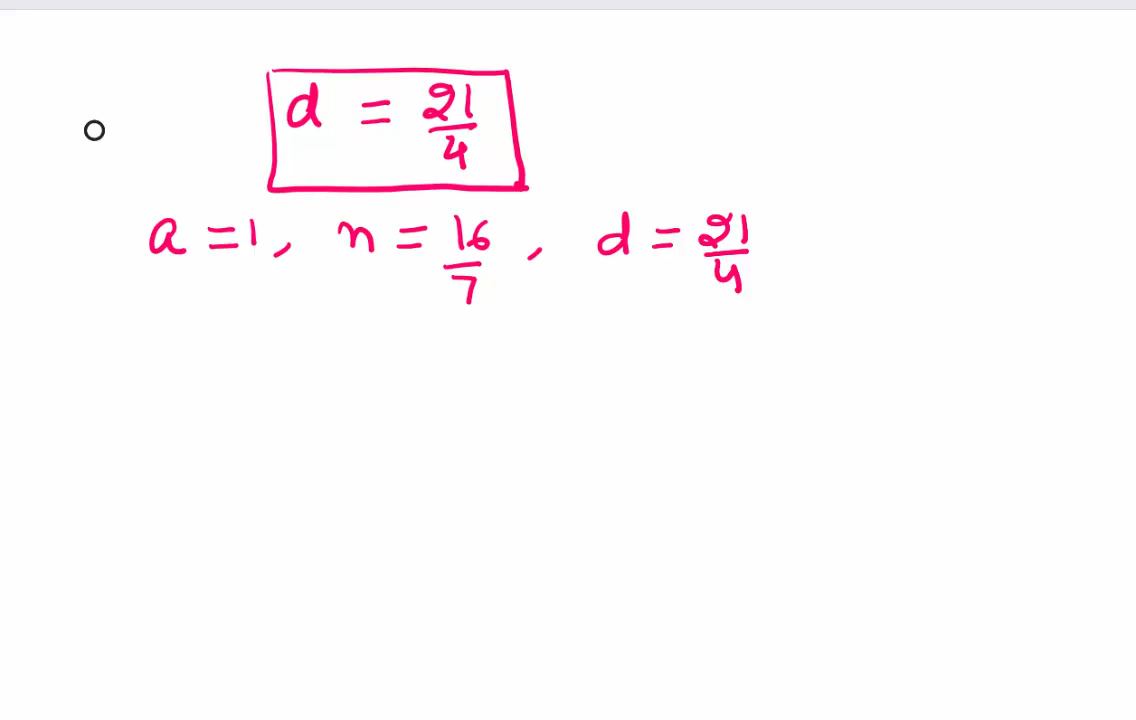 d = 21/4
a = 1, n = 16/7, d = 21/4